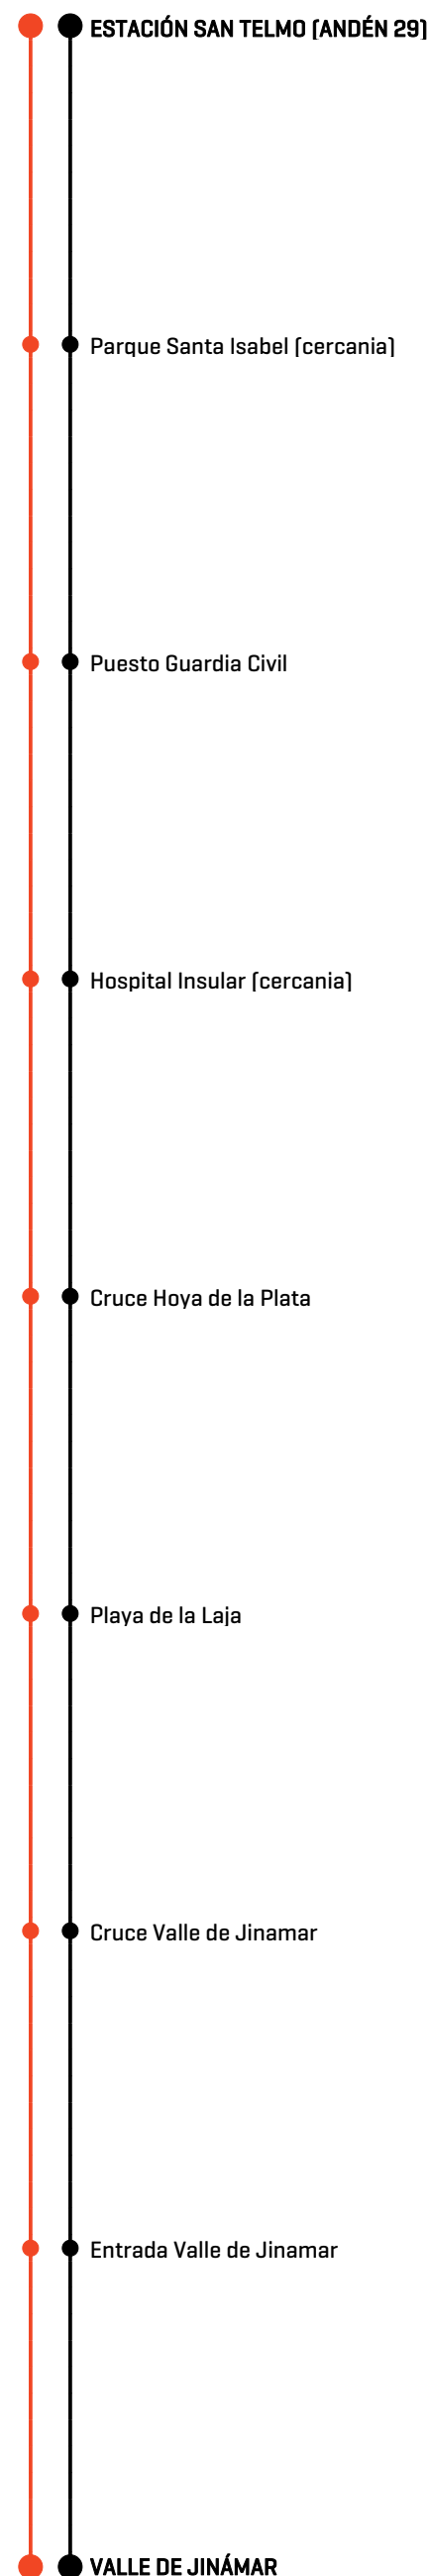 ESTACIÓN SAN TELMO (ANDÉN 29)
Parque Santa Isabel (cercania)
Puesto Guardia Civil
Hospital Insular (cercania)
Cruce Hoya de la Plata
Playa de la Laja
Cruce Valle de Jinamar
Entrada Valle de Jinamar
VALLE DE JINÁMAR